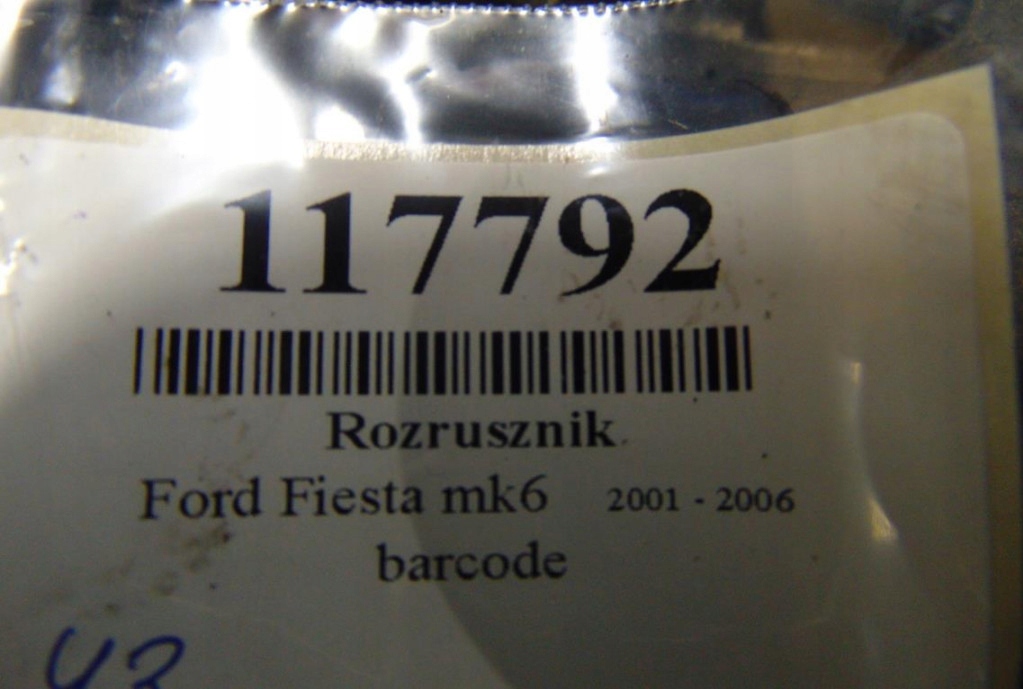 117792
Rozrusznik
Ford Fiesta mk6 2001 - 2006
barcode